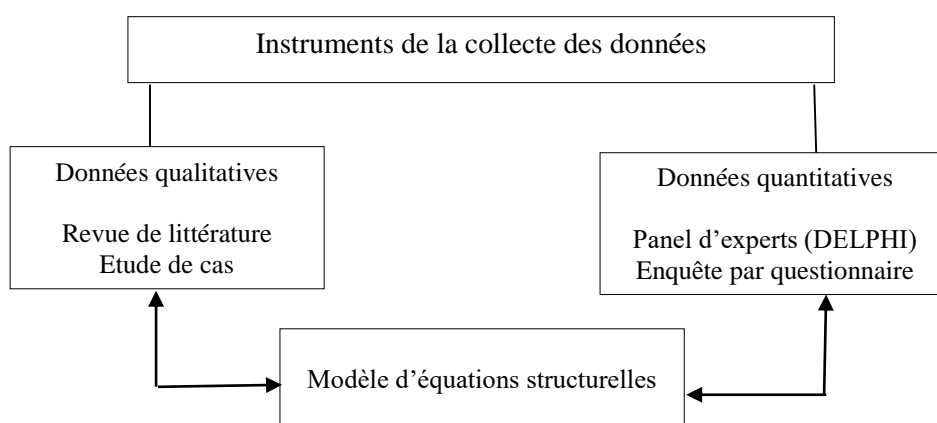 Instruments de la collecte des données
Données qualitatives
Revue de littérature
Etude de cas
Données quantitatives
Panel d’experts (DELPHI)
Enquête par questionnaire
Modèle d’équations structurelles